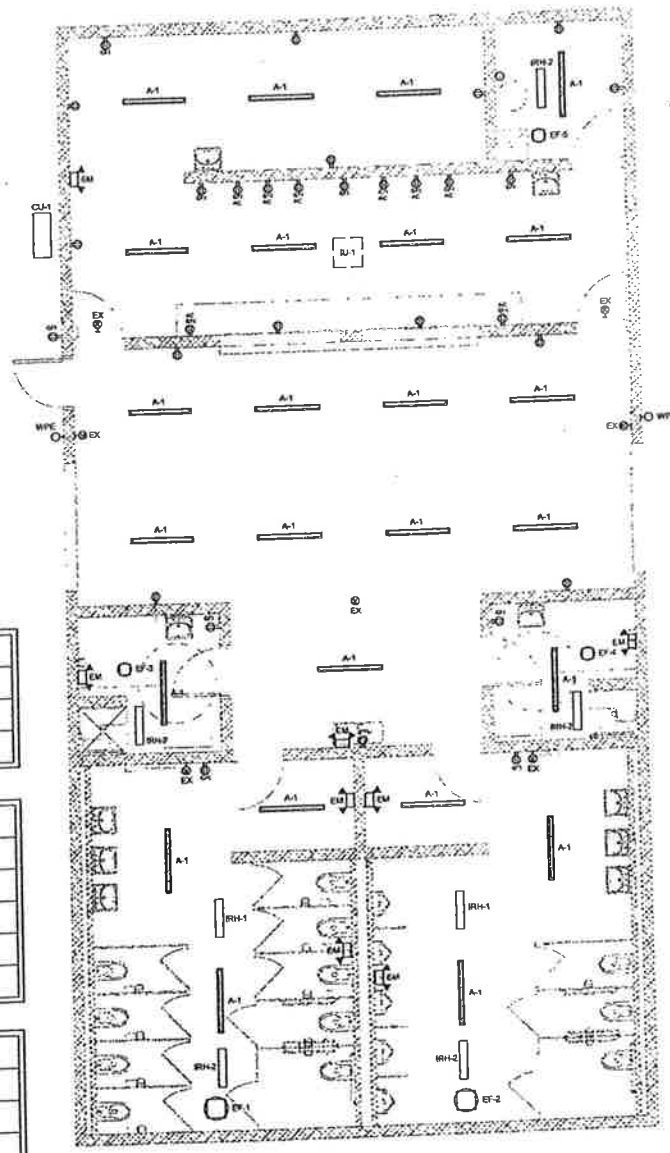 A-1 A-1 A-1 IRH-2 A-1
EF-5
EM
CU-1
A-1 A-1 IU-1 A-1 A-1
EX EX
A-1 A-1 A-1 A-1
WPE EX EX
A-1 A-1 A-1 A-1
EX
EM EF-3 A-1 A-1 EF-4 EM A-1
IRH-2 IRH-2
EM
EX EX
A-1 EM EM A-1
A-1 A-1
IRH-1 IRH-1
EM EM
A-1 A-1
IRH-2 IRH-2
EF-1 EF-2